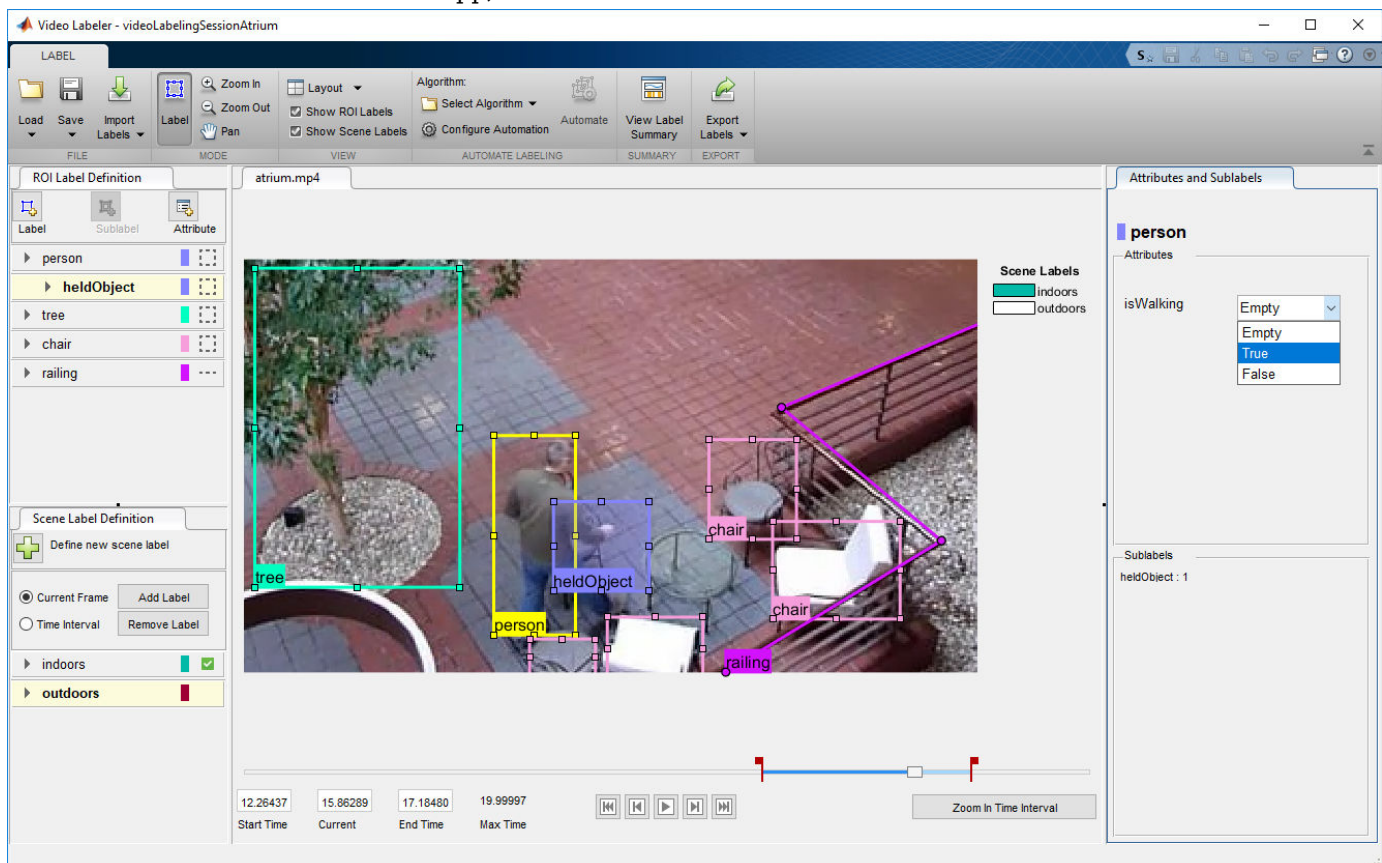 app,
Video Labeler - videoLabelingSessionAtrium
LABEL
Load
Save
Import
Labels
Label
Zoom In
Zoom Out
Pan
Layout
Show ROI Labels
Show Scene Labels
Algorithm:
Select Algorithm
Configure Automation
Automate
View Label
Summary
Export
Labels
FILE
MODE
VIEW
AUTOMATE LABELING
SUMMARY
EXPORT
ROI Label Definition
Label
Sublabel
Attribute
person
heldObject
tree
chair
railing
Scene Label Definition
Define new scene label
Current Frame
Add Label
Time Interval
Remove Label
indoors
outdoors
atrium.mp4
Scene Labels
indoors
outdoors
tree
person
heldObject
chair
chair
railing
12.26437
15.86289
17.18480
19.99997
Start Time
Current
End Time
Max Time
Zoom In Time Interval
Attributes and Sublabels
person
Attributes
isWalking
Empty
Empty
True
False
Sublabels
heldObject : 1